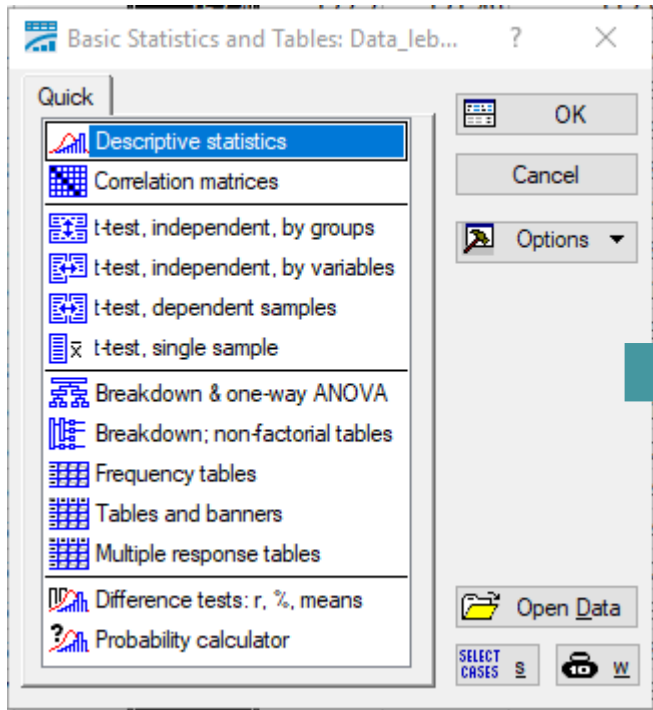 Basic Statistics and Tables: Data_leb... ?
Quick
Descriptive statistics
Correlation matrices
t-test, independent, by groups
t-test, independent, by variables
t-test, dependent samples
x t-test, single sample
Breakdown & one-way ANOVA
Breakdown; non-factorial tables
Frequency tables
Tables and banners
Multiple response tables
Difference tests: r, %, means
? Probability calculator
OK
Cancel
Options
Open Data
SELECT
CASES S
10 W